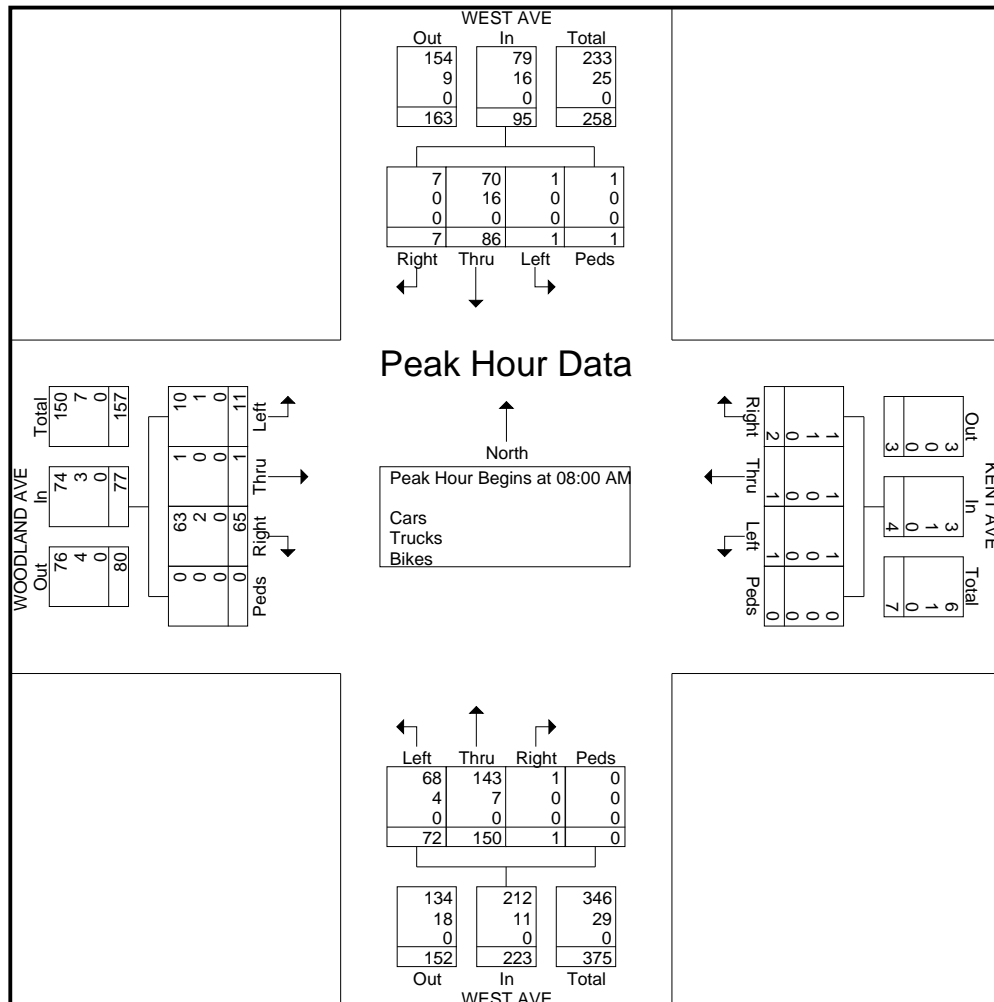 WEST AVE
Out In Total
154 79 233
9 16 25
0 0 0
163 95 258
7 70 1 1
0 16 0 0
0 0 0 0
7 86 1 1
Right Thru Left Peds
Peak Hour Data
North
Peak Hour Begins at 08:00 AM
Cars
Trucks
Bikes
WOODLAND AVE
Out In Total
76 74 150
4 3 7
0 0 0
80 77 157
0 63 1 10
0 2 0 1
0 0 0 0
0 65 1 11
Peds Right Thru Left
KENT AVE
Out In Total
3 3 6
0 1 1
0 0 0
3 4 7
1 1 1 0
1 0 0 0
0 0 0 0
2 1 1 0
Right Thru Left Peds
Left Thru Right Peds
68 143 1 0
4 7 0 0
0 0 0 0
72 150 1 0
134 212 346
18 11 29
0 0 0
152 223 375
Out In Total
WEST AVE